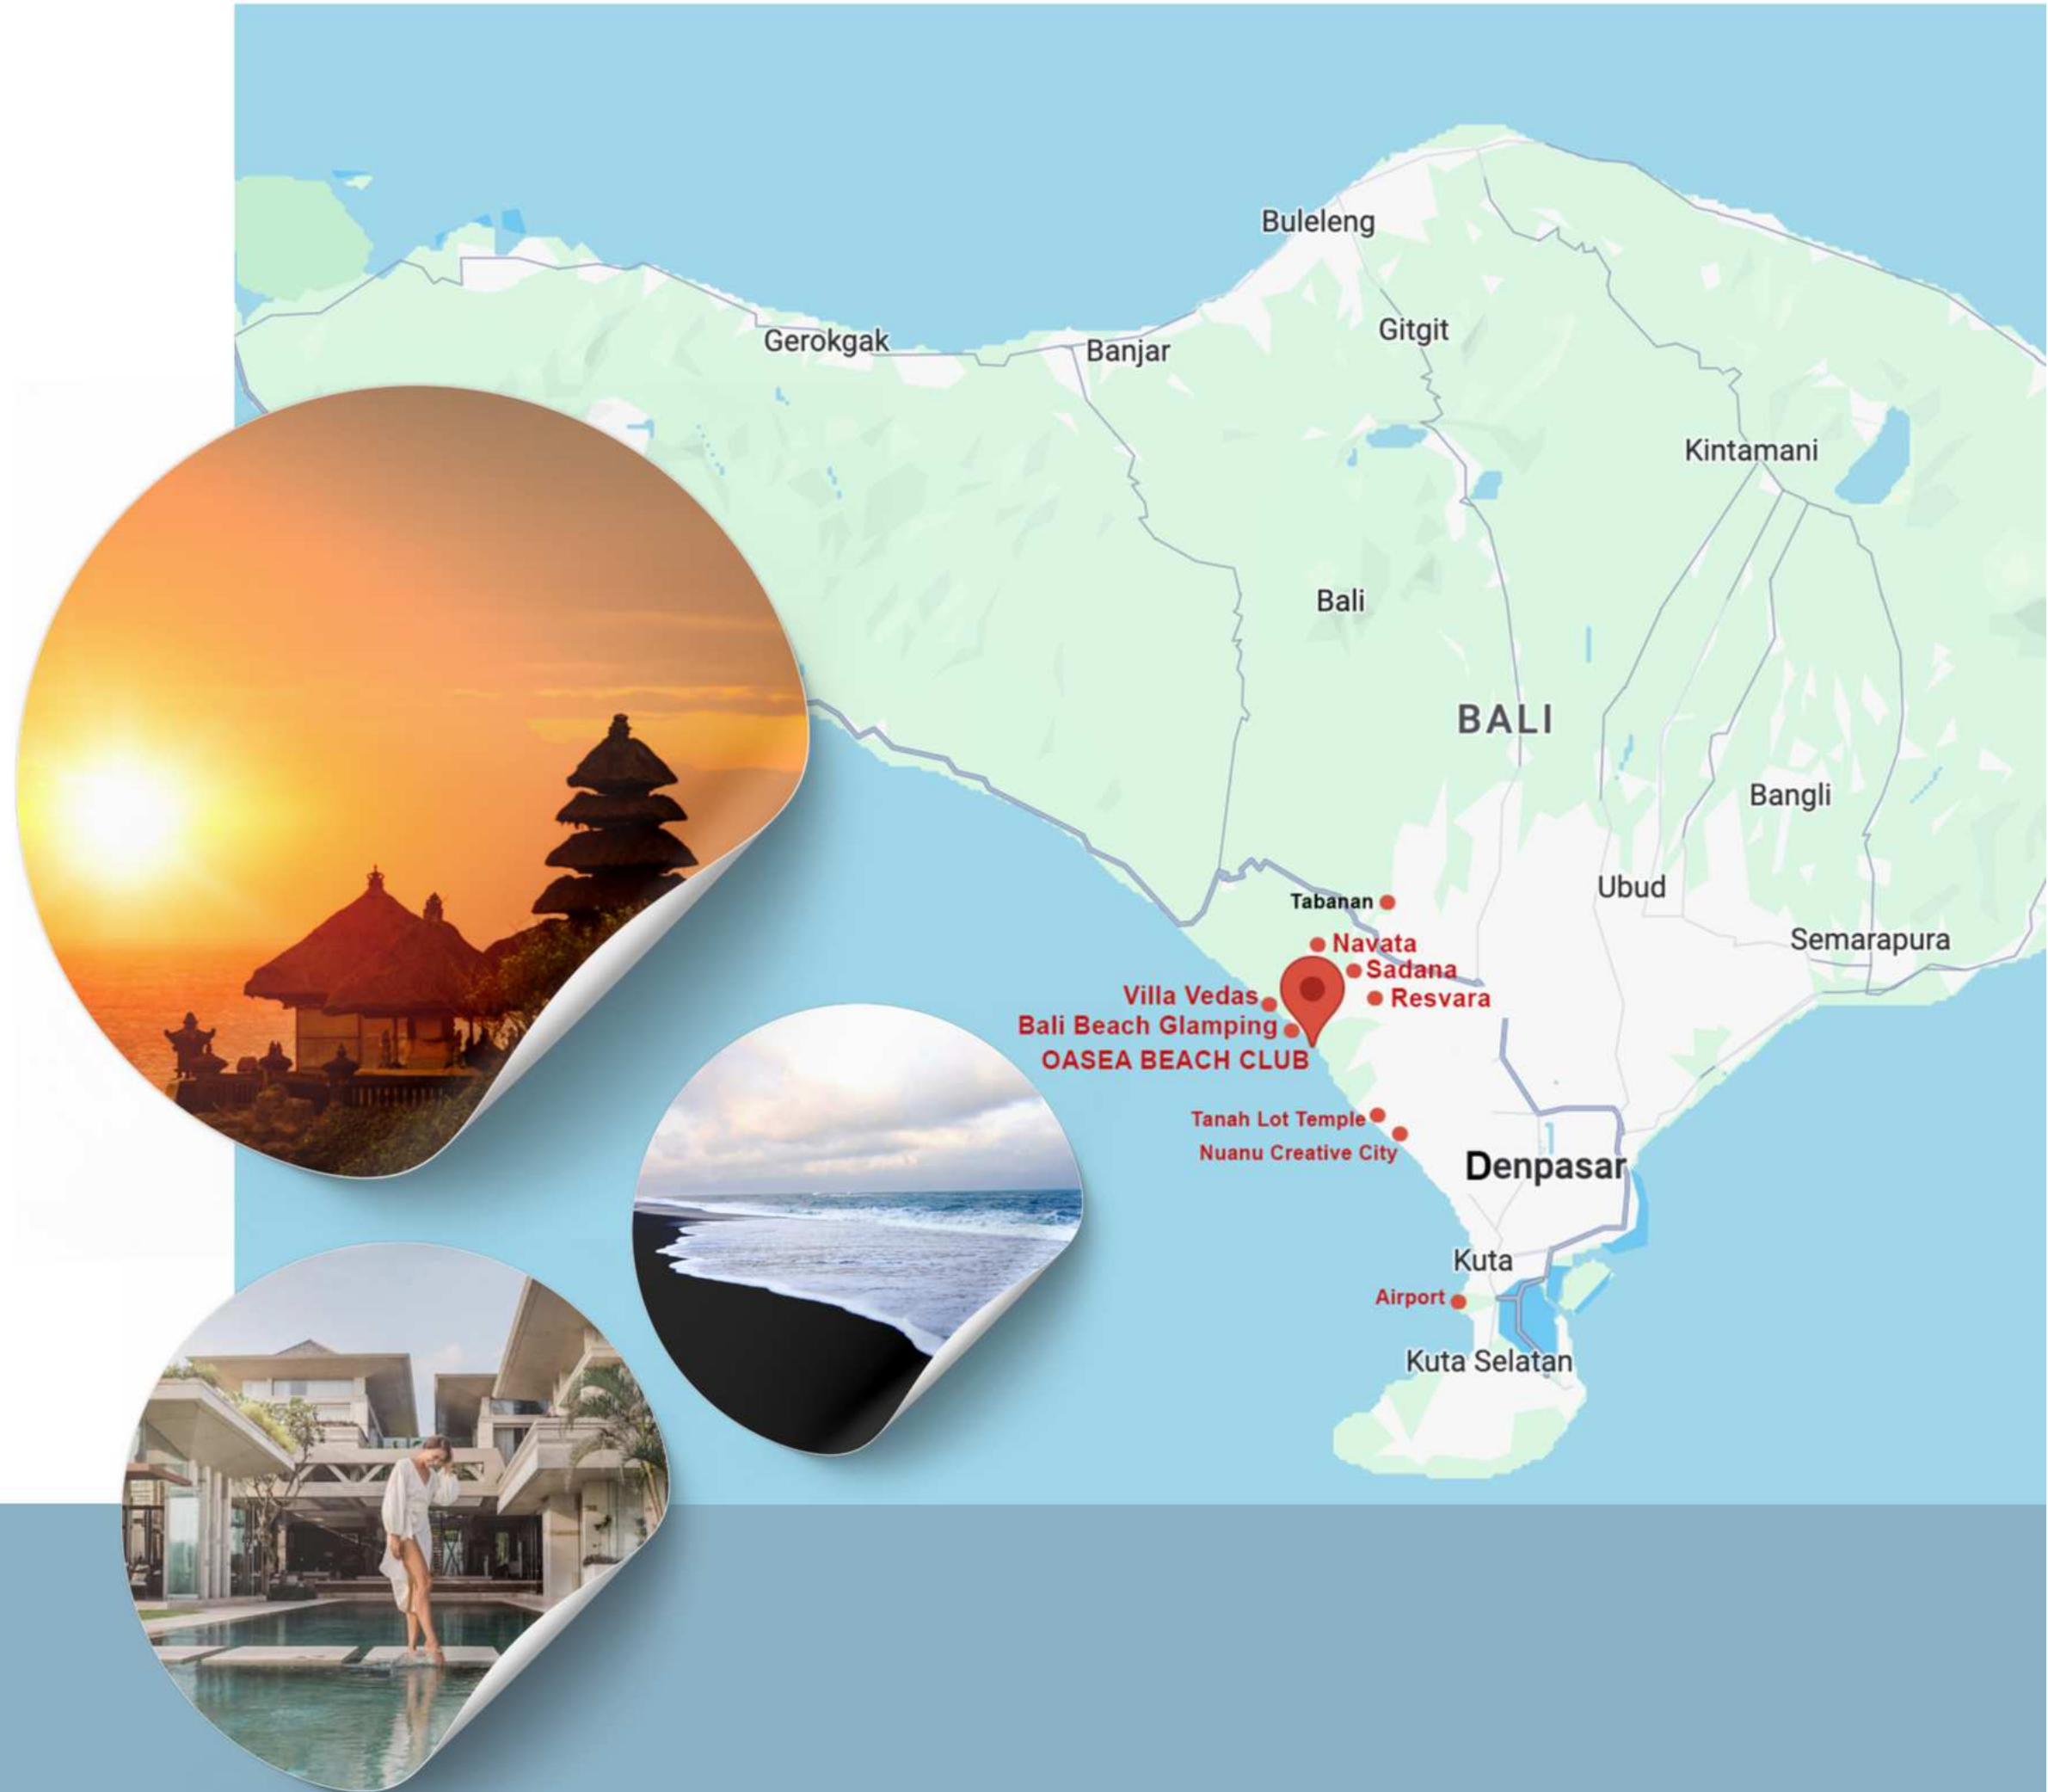 Buleleng
Gitgit
Gerokgak
Banjar
Kintamani
Bali
BALI
Bangli
Ubud
Tabanan
Navata
Semarapura
Sadana
Villa Vedas
Resvara
Bali Beach Glamping
OASEA BEACH CLUB
Tanah Lot Temple
Nuanu Creative City
Denpasar
Kuta
Airport
Kuta Selatan